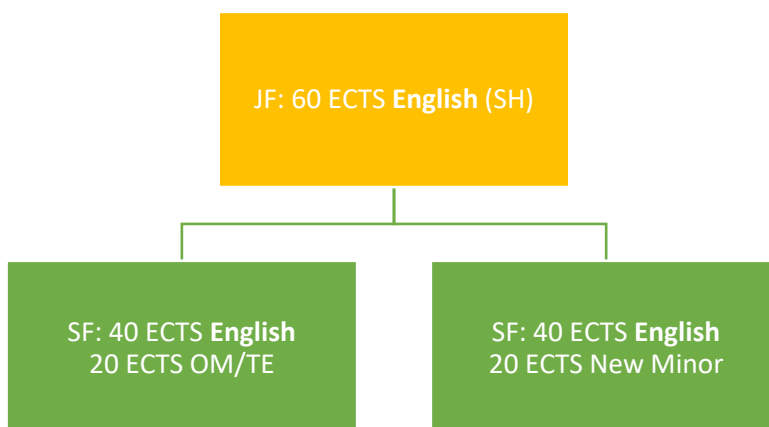 JF: 60 ECTS English (SH)
SF: 40 ECTS English
20 ECTS OM/TE
SF: 40 ECTS English
20 ECTS New Minor